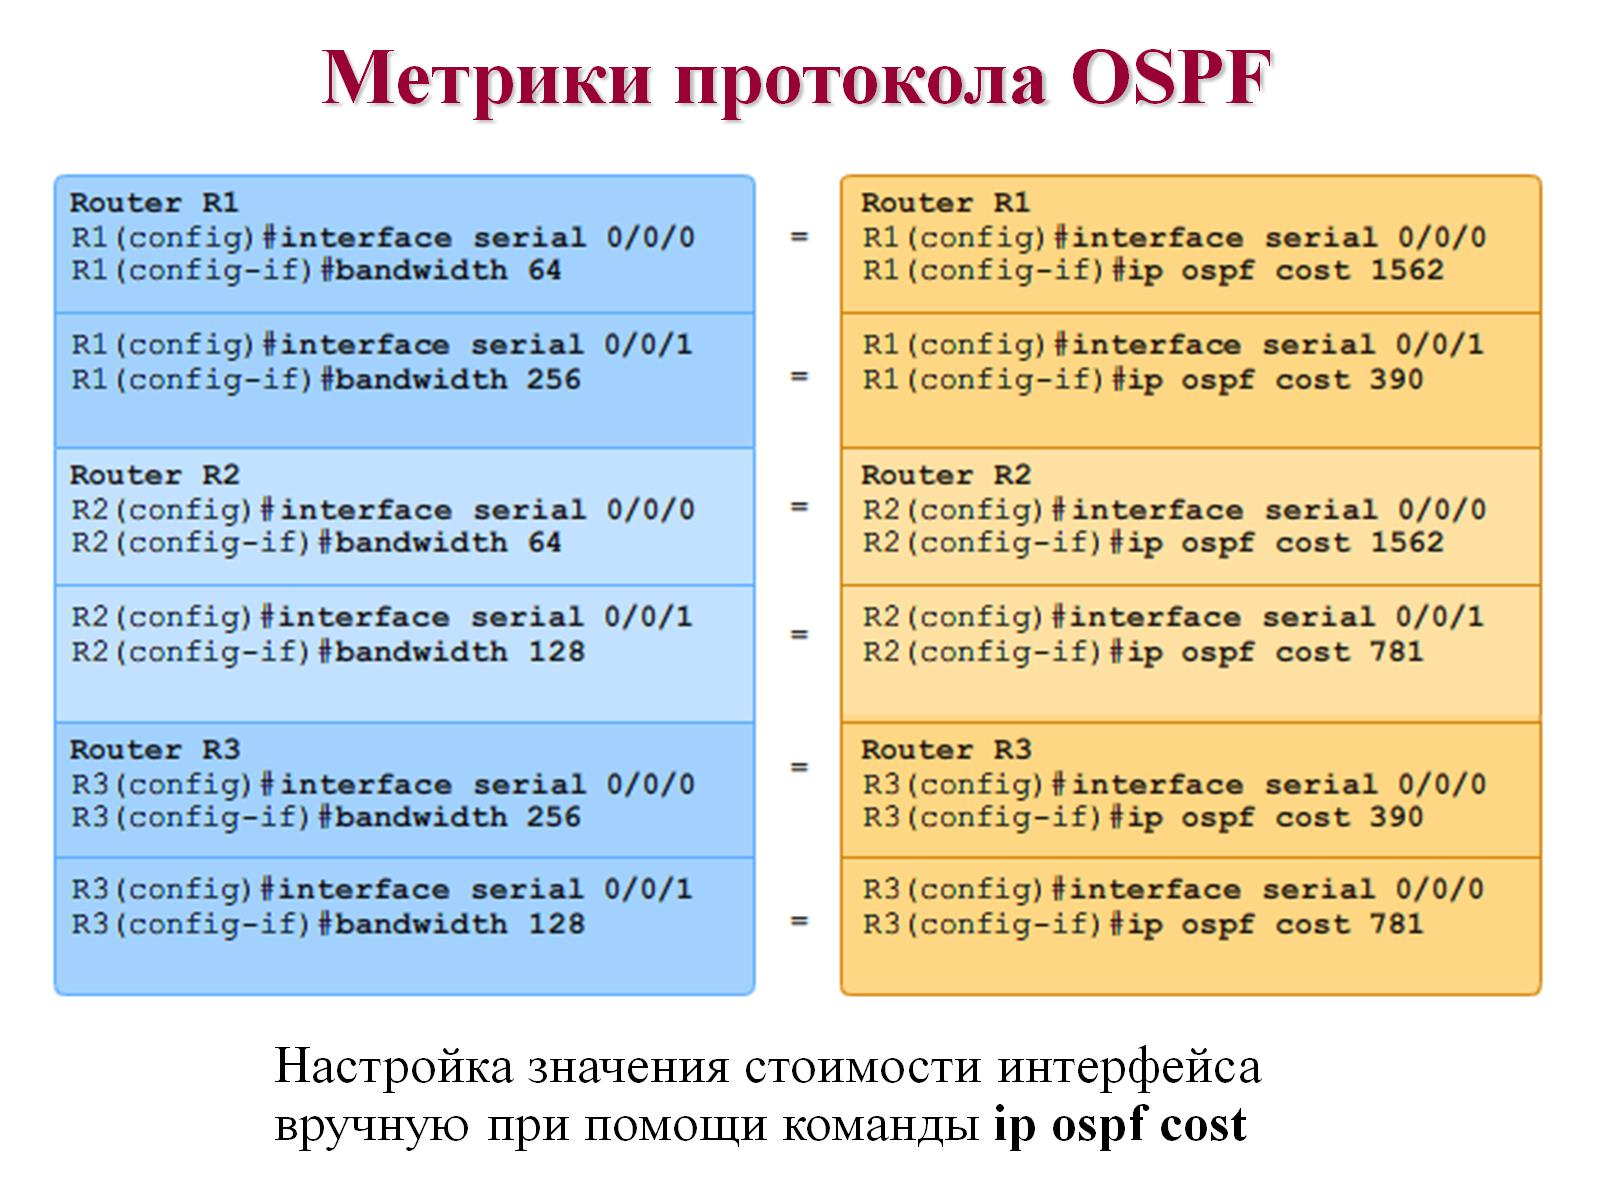 Метрики протокола OSPF
Router R1
R1(config)#interface serial 0/0/0
R1(config-if)#bandwidth 64
=
Router R1
R1(config)#interface serial 0/0/0
R1(config-if)#ip ospf cost 1562
R1(config)#interface serial 0/0/1
R1(config-if)#bandwidth 256
=
R1(config)#interface serial 0/0/1
R1(config-if)#ip ospf cost 390
Router R2
R2(config)#interface serial 0/0/0
R2(config-if)#bandwidth 64
=
Router R2
R2(config)#interface serial 0/0/0
R2(config-if)#ip ospf cost 1562
R2(config)#interface serial 0/0/1
R2(config-if)#bandwidth 128
=
R2(config)#interface serial 0/0/1
R2(config-if)#ip ospf cost 781
Router R3
R3(config)#interface serial 0/0/0
R3(config-if)#bandwidth 256
=
Router R3
R3(config)#interface serial 0/0/0
R3(config-if)#ip ospf cost 390
R3(config)#interface serial 0/0/1
R3(config-if)#bandwidth 128
=
R3(config)#interface serial 0/0/0
R3(config-if)#ip ospf cost 781
Настройка значения стоимости интерфейса
вручную при помощи команды ip ospf cost